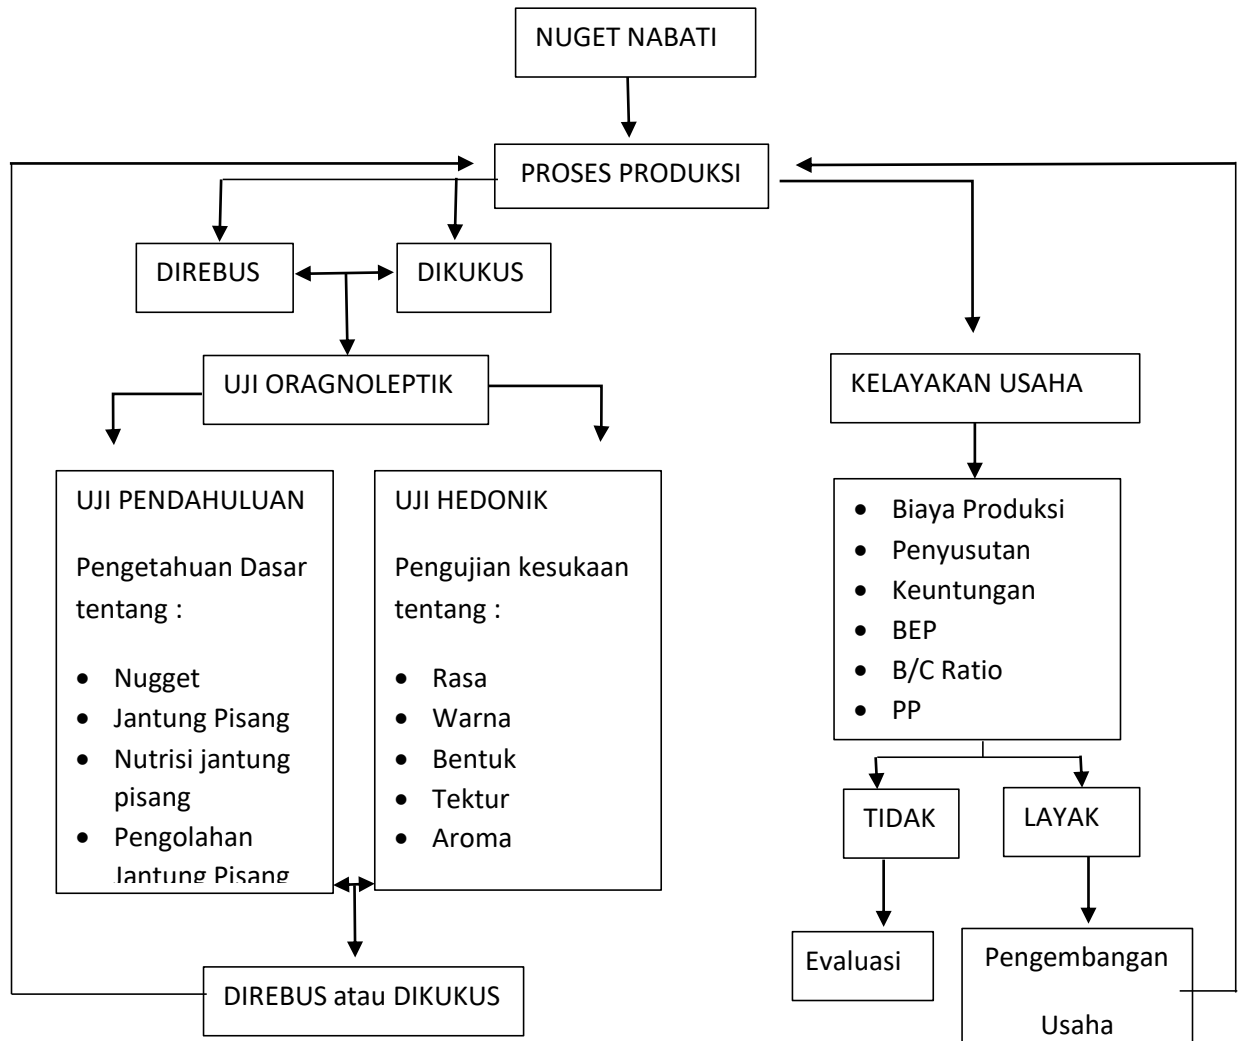 NUGET NABATI
PROSES PRODUKSI
DIREBUS
DIKUKUS
UJI ORAGNOLEPTIK
KELAYAKAN USAHA
UJI PENDAHULUAN
Pengetahuan Dasar
tentang :
• Nugget
• Jantung Pisang
• Nutrisi jantung
pisang
• Pengolahan
Jantung Pisang
UJI HEDONIK
Pengujian kesukaan
tentang :
• Rasa
• Warna
• Bentuk
• Tektur
• Aroma
• Biaya Produksi
• Penyusutan
• Keuntungan
• BEP
• B/C Ratio
• PP
TIDAK
LAYAK
Evaluasi
Pengembangan
Usaha
DIREBUS atau DIKUKUS